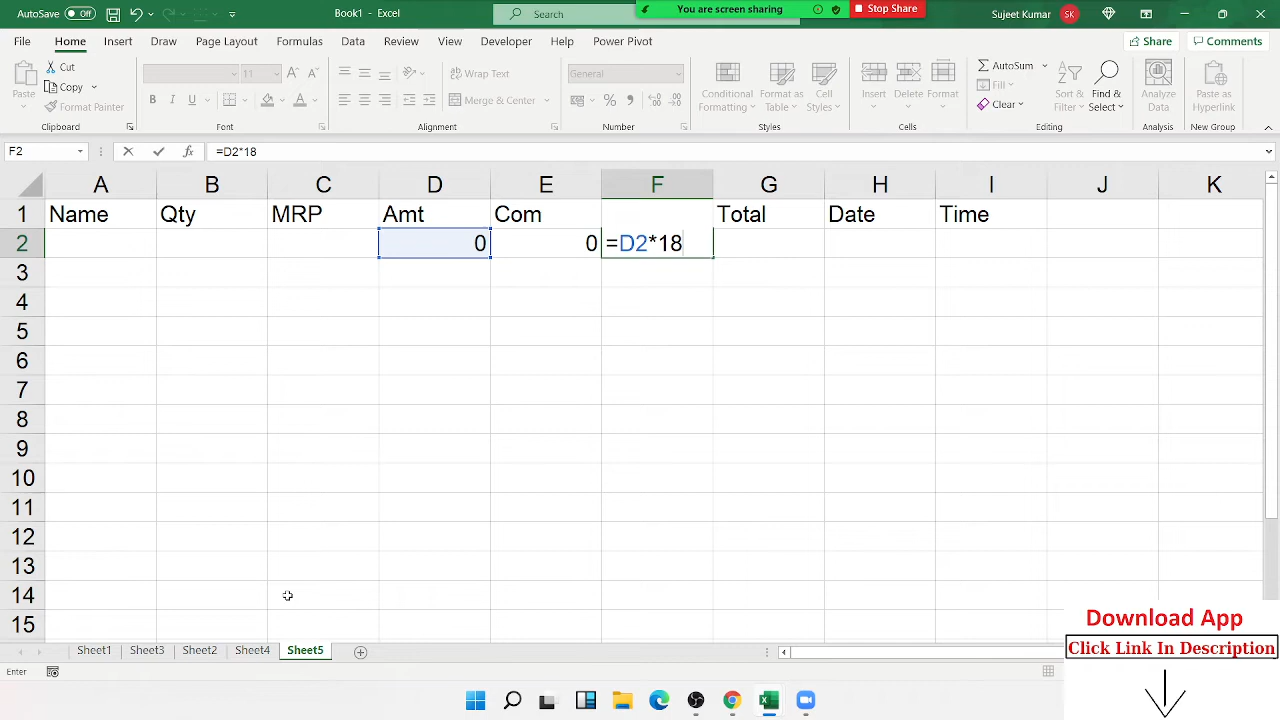 AutoSave Off Book1 - Excel Search You are screen sharing Stop Share Sujeet Kumar SK
File Home Insert Draw Page Layout Formulas Data Review View Developer Help Power Pivot Share Comments
Paste Cut Copy Format Painter
11 A A B I U A
Wrap Text Merge & Center
General % ,
Conditional Formatting Format as Table Cell Styles
Insert Delete Format
AutoSum Fill Clear Sort & Filter Find & Select
Analyze Data Paste as Hyperlink
Clipboard Font Alignment Number Styles Cells Editing Analysis New Group
F2 fx =D2*18
A B C D E F G H I J K
1 Name Qty MRP Amt Com Total Date Time
2 0 0 =D2*18
3
4
5
6
7
8
9
10
11
12
13
14
15
Download App
Click Link In Description
Sheet1 Sheet3 Sheet2 Sheet4 Sheet5
Enter